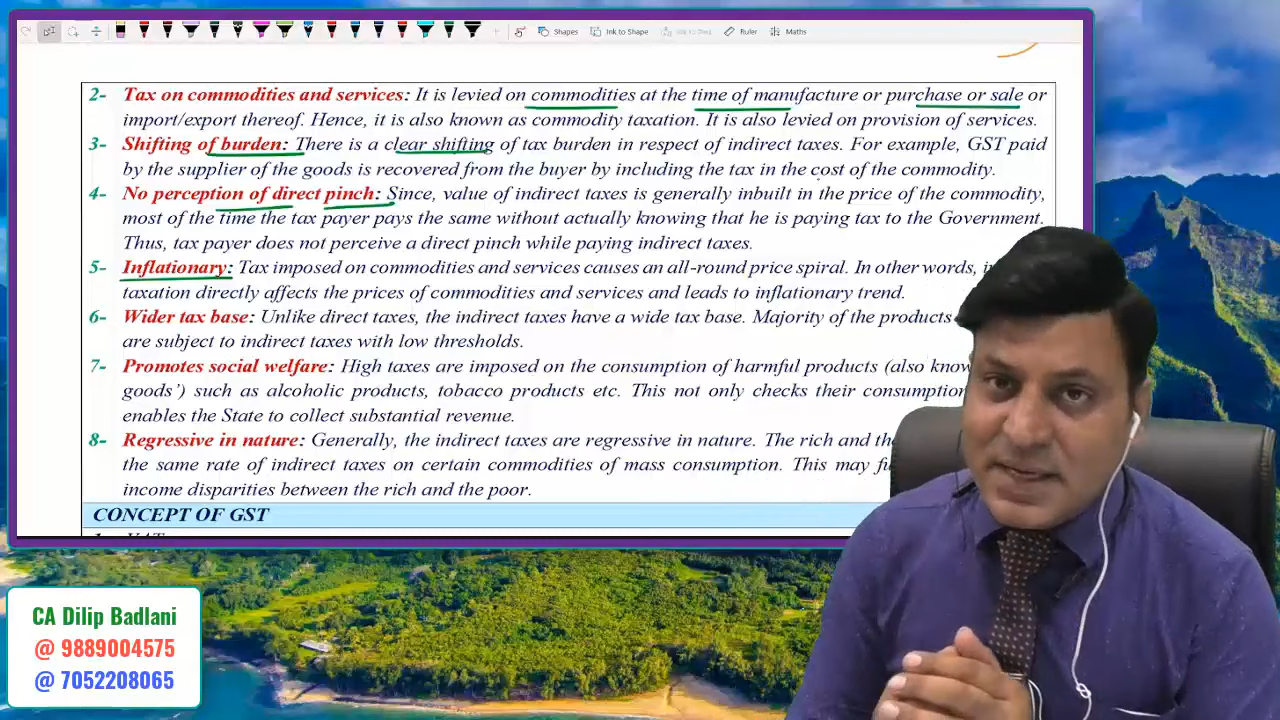 Shapes
Ink to Shape
Ruler
Maths
2- Tax on commodities and services: It is levied on commodities at the time of manufacture or purchase or sale or
import/export thereof. Hence, it is also known as commodity taxation. It is also levied on provision of services.
3- Shifting of burden: There is a clear shifting of tax burden in respect of indirect taxes. For example, GST paid
by the supplier of the goods is recovered from the buyer by including the tax in the cost of the commodity.
4- No perception of direct pinch: Since, value of indirect taxes is generally inbuilt in the price of the commodity,
most of the time the tax payer pays the same without actually knowing that he is paying tax to the Government.
Thus, tax payer does not perceive a direct pinch while paying indirect taxes.
5- Inflationary: Tax imposed on commodities and services causes an all-round price spiral. In other words,
taxation directly affects the prices of commodities and services and leads to inflationary trend.
6- Wider tax base: Unlike direct taxes, the indirect taxes have a wide tax base. Majority of the products
are subject to indirect taxes with low thresholds.
7- Promotes social welfare: High taxes are imposed on the consumption of harmful products (also know
goods’) such as alcoholic products, tobacco products etc. This not only checks their consumption
enables the State to collect substantial revenue.
8- Regressive in nature: Generally, the indirect taxes are regressive in nature. The rich and the
the same rate of indirect taxes on certain commodities of mass consumption. This may
income disparities between the rich and the poor.
CONCEPT OF GST
CA Dilip Badlani
@ 9889004575
@ 7052208065